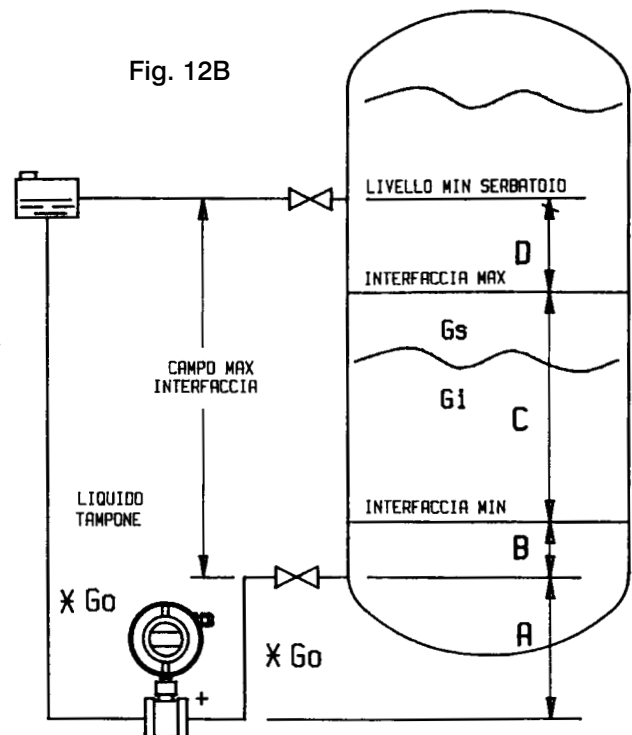 Fig. 12B
LIVELLO MIN SERBATOIO
D
INTERFACCIA MAX
Gs
CAMPO MAX
INTERFACCIA
Gi
C
LIQUIDO
TAMPONE
INTERFACCIA MIN
B
* Go
* Go
A
+